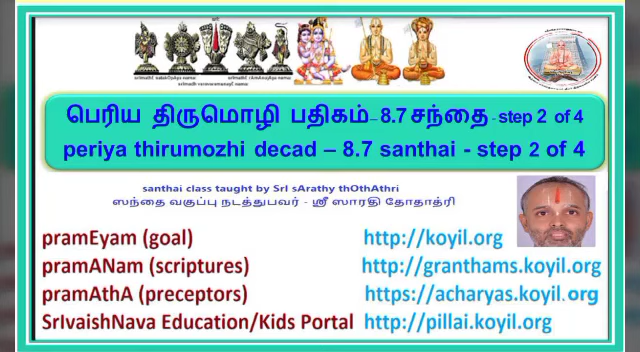 பெரிய திருமொழி பதிகம் – 8.7 சந்தை - step 2 of 4
periya thirumozhi decad – 8.7 santhai - step 2 of 4
santhai class taught by SrI sArathy thOthAthri
ஸந்தை வகுப்பு நடத்துபவர் - ஸ்ரீ ஸாரதி தோதாத்ரி
pramEyam (goal) http://koyil.org
pramANam (scriptures) http://granthams.koyil.org
pramAthA (preceptors) https://acharyas.koyil.org
SrIvaishNava Education/Kids Portal http://pillai.koyil.org